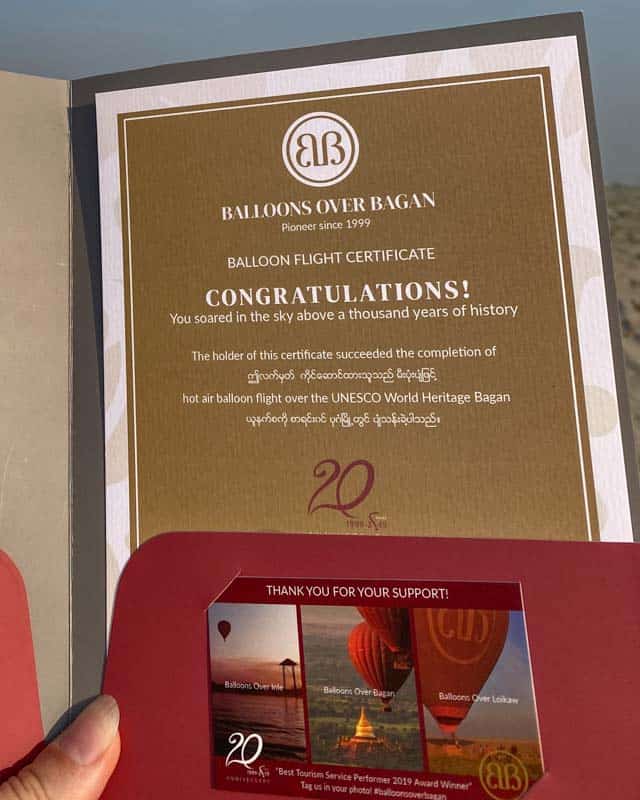 BALLOONS OVER BAGAN
Pioneer since 1999
BALLOON FLIGHT CERTIFICATE
CONGRATULATIONS!
You soared in the sky above a thousand years of history
The holder of this certificate succeeded the completion of
ဤလက်မှတ် ကိုင်ဆောင်ထားသူသည် မီးပုံးပျံဖြင့်
hot air balloon flight over the UNESCO World Heritage Bagan
ယူနက်စကို စာရင်းဝင် ပုဂံမြို့တွင် ပျံသန်းခဲ့ပါသည်။
20
THANK YOU FOR YOUR SUPPORT!
Balloons Over Inle
Balloons Over Bagan
Balloons Over Loikaw
20
ANNIVERSARY
"Best Tourism Service Performer 2019 Award Winner"
Tag us in your photo! #balloonsoverbagan